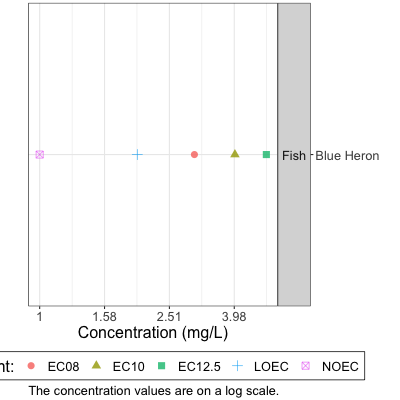 Fish Blue Heron
1 1.58 2.51 3.98
Concentration (mg/L)
nt: EC08 EC10 EC12.5 LOEC NOEC
The concentration values are on a log scale.